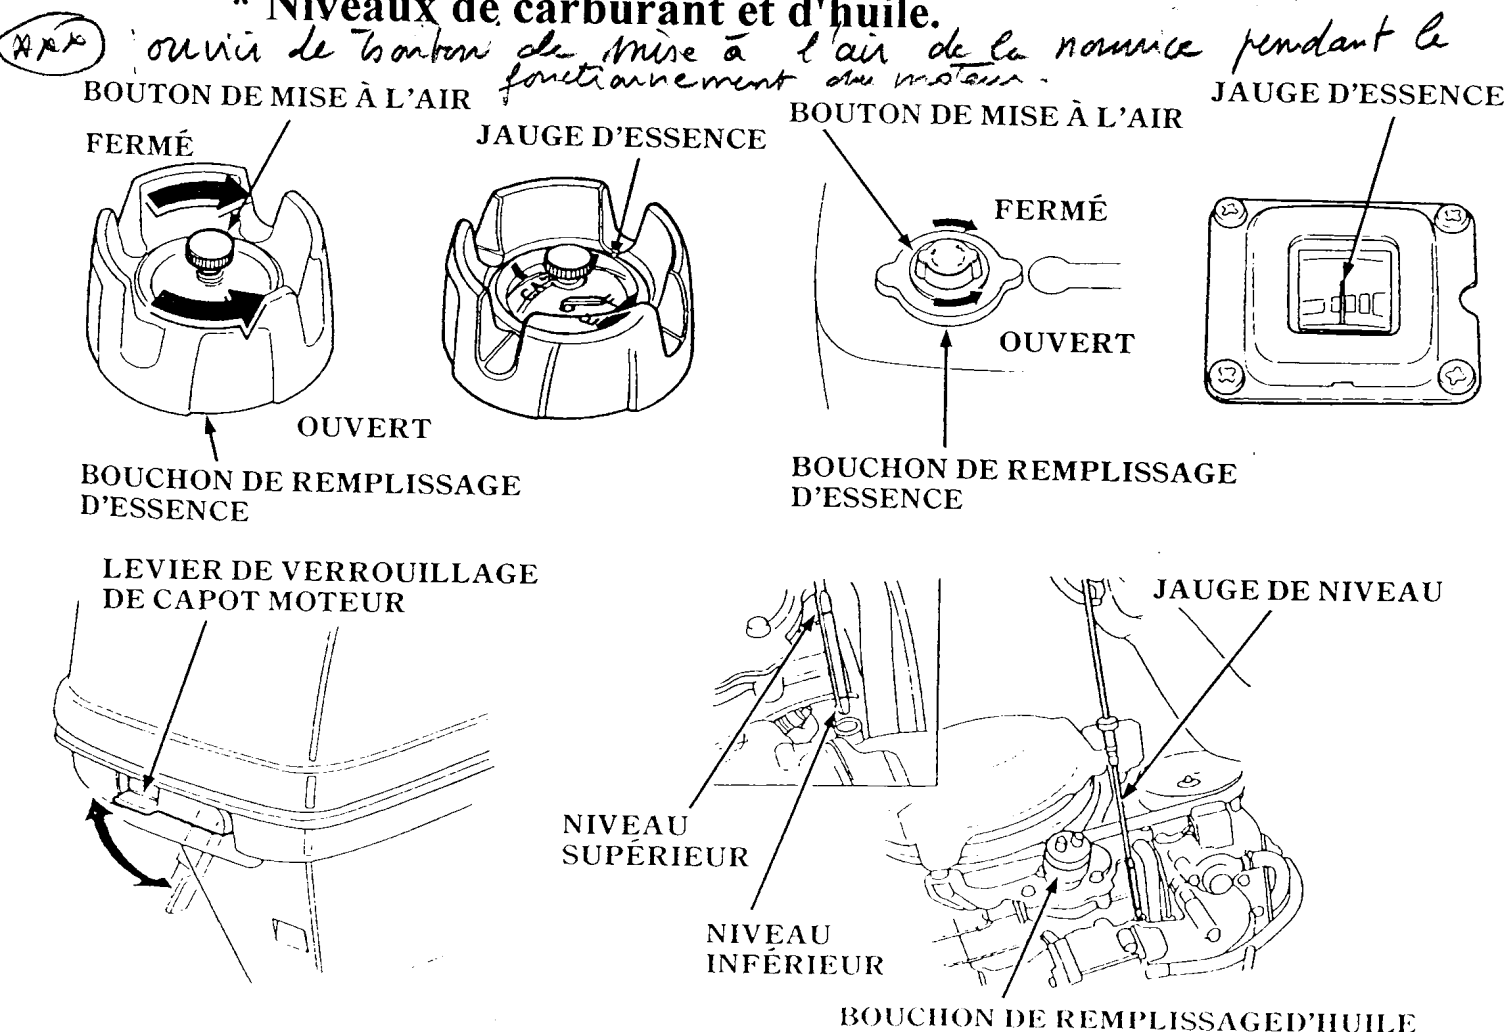 * Niveaux de carburant et d'huile.
*** ouvrir le bouton de mise à l'air de la nourrice pendant le
fonctionnement du moteur.
BOUTON DE MISE À L'AIR
FERMÉ
JAUGE D'ESSENCE
OUVERT
BOUCHON DE REMPLISSAGE
D'ESSENCE
BOUTON DE MISE À L'AIR
JAUGE D'ESSENCE
FERMÉ
OUVERT
BOUCHON DE REMPLISSAGE
D'ESSENCE
LEVIER DE VERROUILLAGE
DE CAPOT MOTEUR
JAUGE DE NIVEAU
NIVEAU
SUPÉRIEUR
NIVEAU
INFÉRIEUR
BOUCHON DE REMPLISSAGED'HUILE